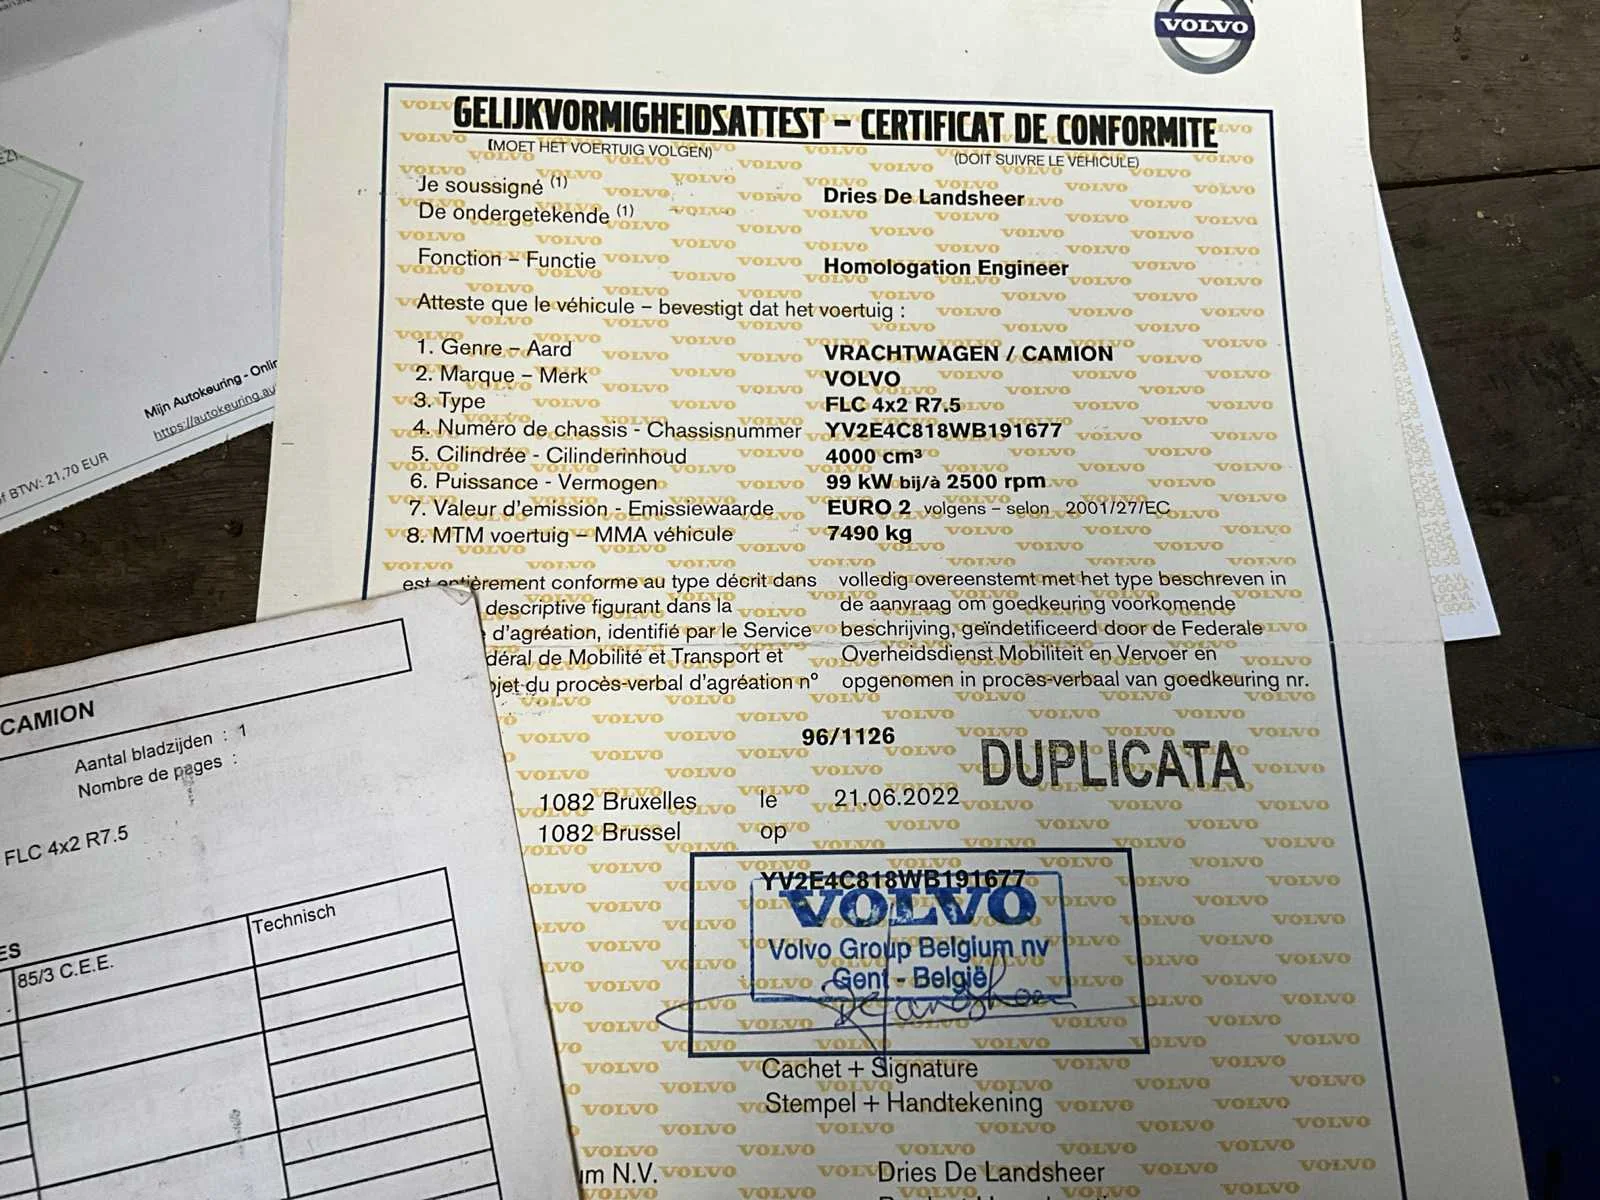 VOLVO
GELIJKVORMIGHEIDSATTEST – CERTIFICAT DE CONFORMITE
(MOET HET VOERTUIG VOLGEN) (DOIT SUIVRE LE VÉHICULE)
Je soussigné (1) Dries De Landsheer
De ondergetekende (1)
Fonction – Functie Homologation Engineer
Atteste que le véhicule – bevestigt dat het voertuig :
1. Genre – Aard VRACHTWAGEN / CAMION
2. Marque – Merk VOLVO
3. Type FLC 4x2 R7.5
4. Numéro de chassis - Chassisnummer YV2E4C818WB191677
5. Cilindrée - Cilinderinhoud 4000 cm³
6. Puissance - Vermogen 99 kW bij/à 2500 rpm
7. Valeur d'emission - Emissiewaarde EURO 2 volgens – selon 2001/27/EC
8. MTM voertuig – MMA véhicule 7490 kg
est entièrement conforme au type décrit dans
descriptive figurant dans la
d'agréation, identifié par le Service
déral de Mobilité et Transport et
jet du procès-verbal d'agréation n°
volledig overeenstemt met het type beschreven in
de aanvraag om goedkeuring voorkomende
beschrijving, geïndetificeerd door de Federale
Overheidsdienst Mobiliteit en Vervoer en
opgenomen in proces-verbaal van goedkeuring nr.
96/1126
DUPLICATA
1082 Bruxelles le 21.06.2022
1082 Brussel op
YV2E4C818WB191677
VOLVO
Volvo Group Belgium nv
Gent - België
Cachet + Signature
Stempel + Handtekening
um N.V. Dries De Landsheer
Mijn Autokeuring - Onlin
https://autokeuring.au
f BTW: 21,70 EUR
CAMION
Aantal bladzijden : 1
Nombre de pages :
FLC 4x2 R7.5
ES
85/3 C.E.E.
Technisch